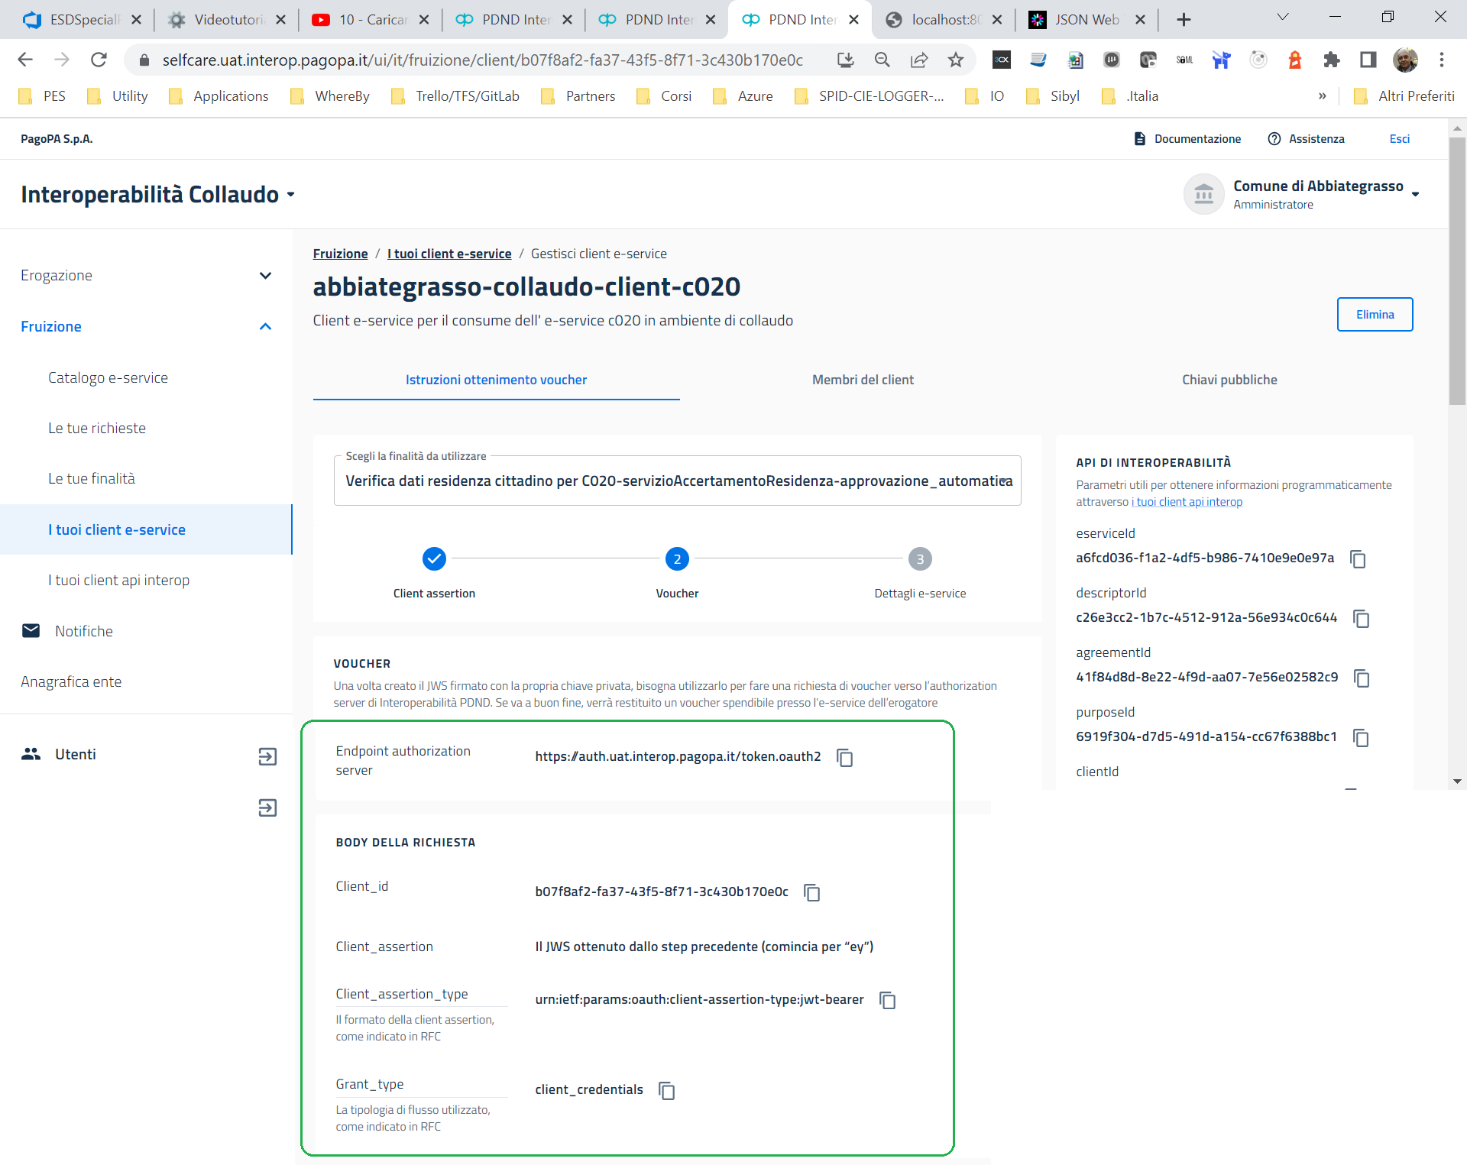 ESDSpecialP
Videotutoria
10 - Caricar
PDND Inter
PDND Inter
PDND Inter
localhost:80
JSON Web
selfcare.uat.interop.pagopa.it/ui/it/fruizione/client/b07f8af2-fa37-43f5-8f71-3c430b170e0c
PES
Utility
Applications
WhereBy
Trello/TFS/GitLab
Partners
Corsi
Azure
SPID-CIE-LOGGER-...
IO
Sibyl
.Italia
»
Altri Preferiti
PagoPA S.p.A.
Documentazione
Assistenza
Esci
Interoperabilità Collaudo
Comune di Abbiategrasso
Amministratore
Erogazione
Fruizione
Catalogo e-service
Le tue richieste
Le tue finalità
I tuoi client e-service
I tuoi client api interop
Notifiche
Anagrafica ente
Utenti
Fruizione / I tuoi client e-service / Gestisci client e-service
abbiategrasso-collaudo-client-c020
Client e-service per il consume dell' e-service c020 in ambiente di collaudo
Elimina
Istruzioni ottenimento voucher
Membri del client
Chiavi pubbliche
Scegli la finalità da utilizzare
Verifica dati residenza cittadino per C020-servizioAccertamentoResidenza-approvazione_automatica
2
3
Client assertion
Voucher
Dettagli e-service
VOUCHER
Una volta creato il JWS firmato con la propria chiave privata, bisogna utilizzarlo per fare una richiesta di voucher verso l'authorization
server di Interoperabilità PDND. Se va a buon fine, verrà restituito un voucher spendibile presso l'e-service dell'erogatore
Endpoint authorization
server
https://auth.uat.interop.pagopa.it/token.oauth2
BODY DELLA RICHIESTA
Client_id
b07f8af2-fa37-43f5-8f71-3c430b170e0c
Client_assertion
Il JWS ottenuto dallo step precedente (comincia per “ey”)
Client_assertion_type
urn:ietf:params:oauth:client-assertion-type:jwt-bearer
Il formato della client assertion,
come indicato in RFC
Grant_type
client_credentials
La tipologia di flusso utilizzato,
come indicato in RFC
API DI INTEROPERABILITÀ
Parametri utili per ottenere informazioni programmaticamente
attraverso i tuoi client api interop
eserviceId
a6fcd036-f1a2-4df5-b986-7410e9e0e97a
descriptorId
c26e3cc2-1b7c-4512-912a-56e934c0c644
agreementId
41f84d8d-8e22-4f9d-aa07-7e56e02582c9
purposeId
6919f304-d7d5-491d-a154-cc67f6388bc1
clientId